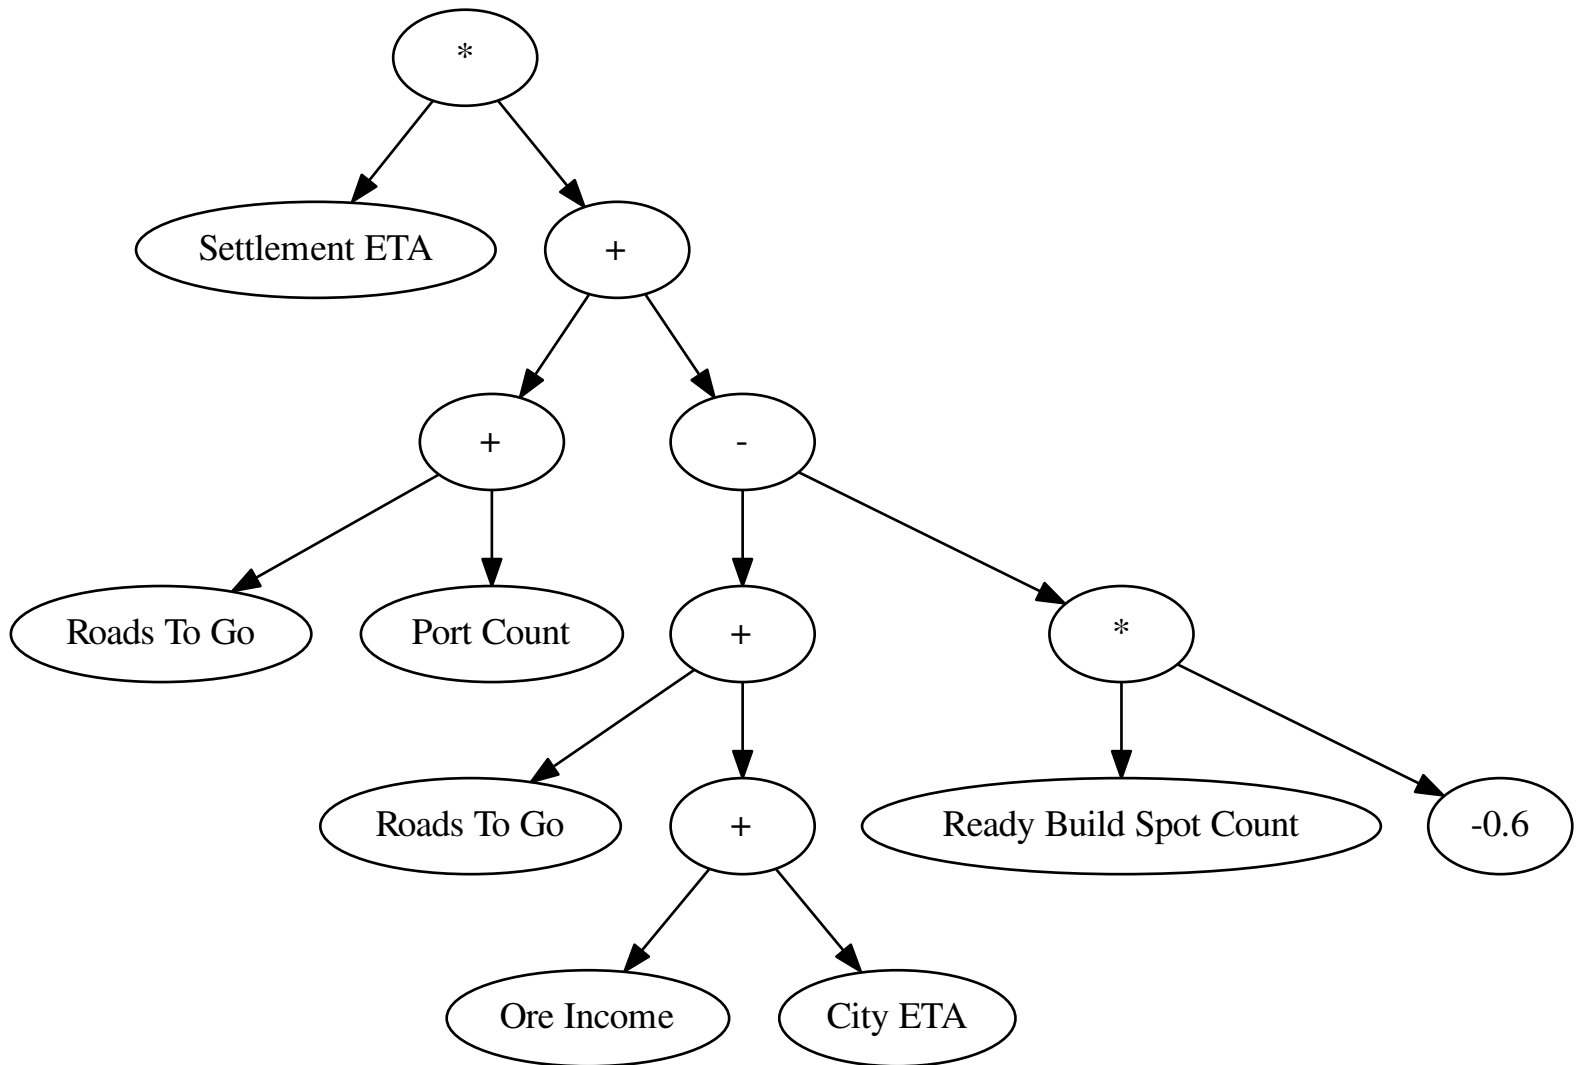 *
Settlement ETA
+
+
-
Roads To Go
Port Count
+
*
Roads To Go
+
Ready Build Spot Count
-0.6
Ore Income
City ETA